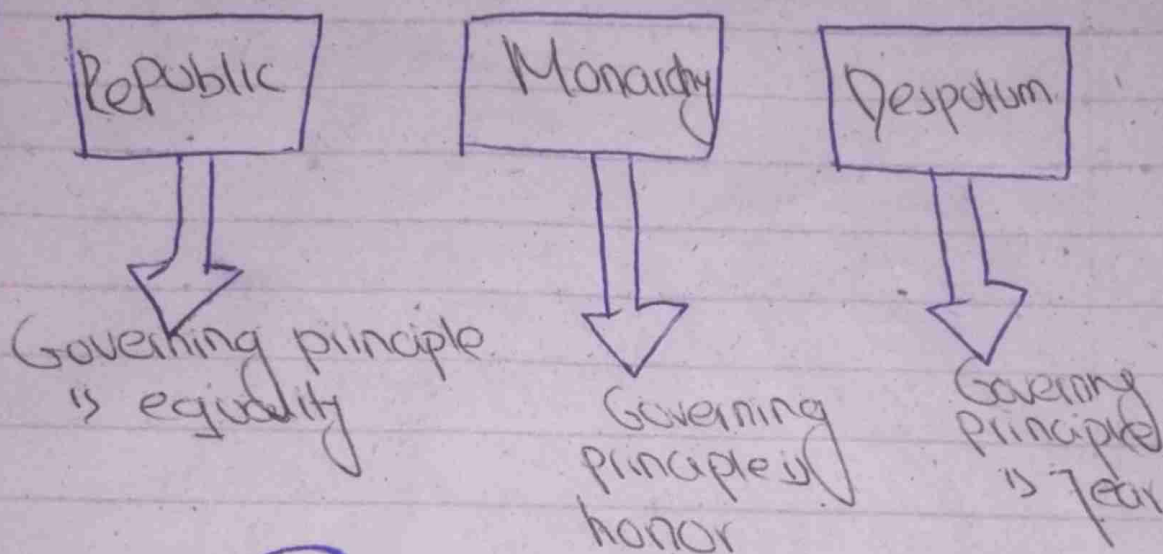 Republic
Monarchy
Despotism
Governing principle
is equality
Governing
principle is
honor
Governing
principle
is fear